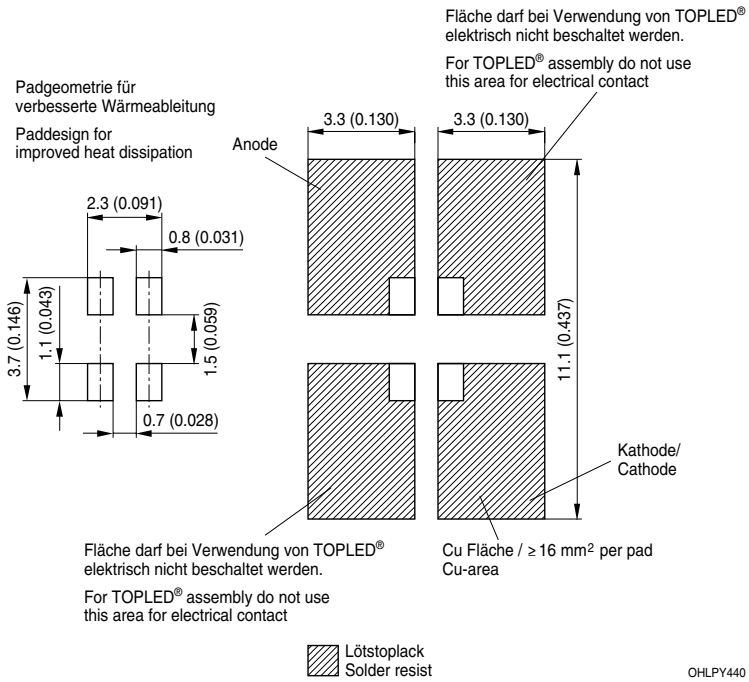 Fläche darf bei Verwendung von TOPLED®
elektrisch nicht beschaltet werden.
For TOPLED® assembly do not use
this area for electrical contact
Padgeometrie für
verbesserte Wärmeableitung
Paddesign for
improved heat dissipation
Anode
3.3 (0.130)
3.3 (0.130)
2.3 (0.091)
0.8 (0.031)
3.7 (0.146)
1.1 (0.043)
1.5 (0.059)
11.1 (0.437)
0.7 (0.028)
Kathode/
Cathode
Fläche darf bei Verwendung von TOPLED®
elektrisch nicht beschaltet werden.
For TOPLED® assembly do not use
this area for electrical contact
Cu Fläche / ≥ 16 mm² per pad
Cu-area
Lötstoplack
Solder resist
OHLPY440